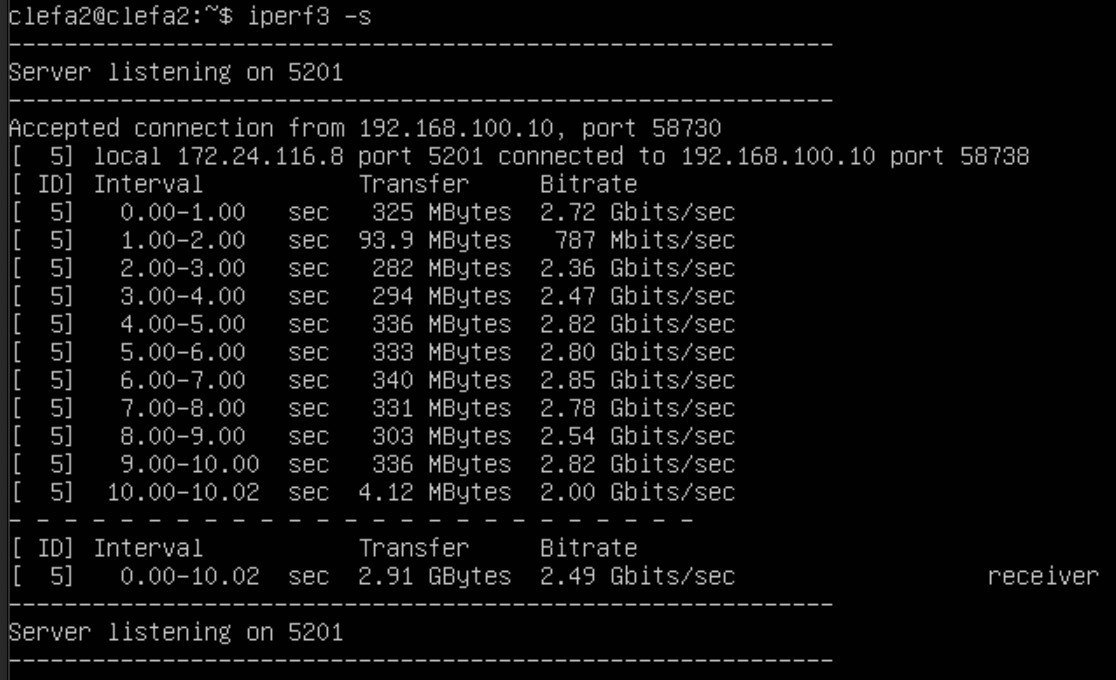 clefa2@clefa2:~$ iperf3 -s
-----------------------------------------------------------
Server listening on 5201
-----------------------------------------------------------
Accepted connection from 192.168.100.10, port 58730
[  5] local 172.24.116.8 port 5201 connected to 192.168.100.10 port 58738
[ ID] Interval           Transfer     Bitrate
[  5]   0.00-1.00   sec   325 MBytes  2.72 Gbits/sec
[  5]   1.00-2.00   sec  93.9 MBytes   787 Mbits/sec
[  5]   2.00-3.00   sec   282 MBytes  2.36 Gbits/sec
[  5]   3.00-4.00   sec   294 MBytes  2.47 Gbits/sec
[  5]   4.00-5.00   sec   336 MBytes  2.82 Gbits/sec
[  5]   5.00-6.00   sec   333 MBytes  2.80 Gbits/sec
[  5]   6.00-7.00   sec   340 MBytes  2.85 Gbits/sec
[  5]   7.00-8.00   sec   331 MBytes  2.78 Gbits/sec
[  5]   8.00-9.00   sec   303 MBytes  2.54 Gbits/sec
[  5]   9.00-10.00  sec   336 MBytes  2.82 Gbits/sec
[  5]  10.00-10.02  sec  4.12 MBytes  2.00 Gbits/sec
- - - - - - - - - - - - - - - - - - - - - - - - -
[ ID] Interval           Transfer     Bitrate
[  5]   0.00-10.02  sec  2.91 GBytes  2.49 Gbits/sec                  receiver
-----------------------------------------------------------
Server listening on 5201
-----------------------------------------------------------